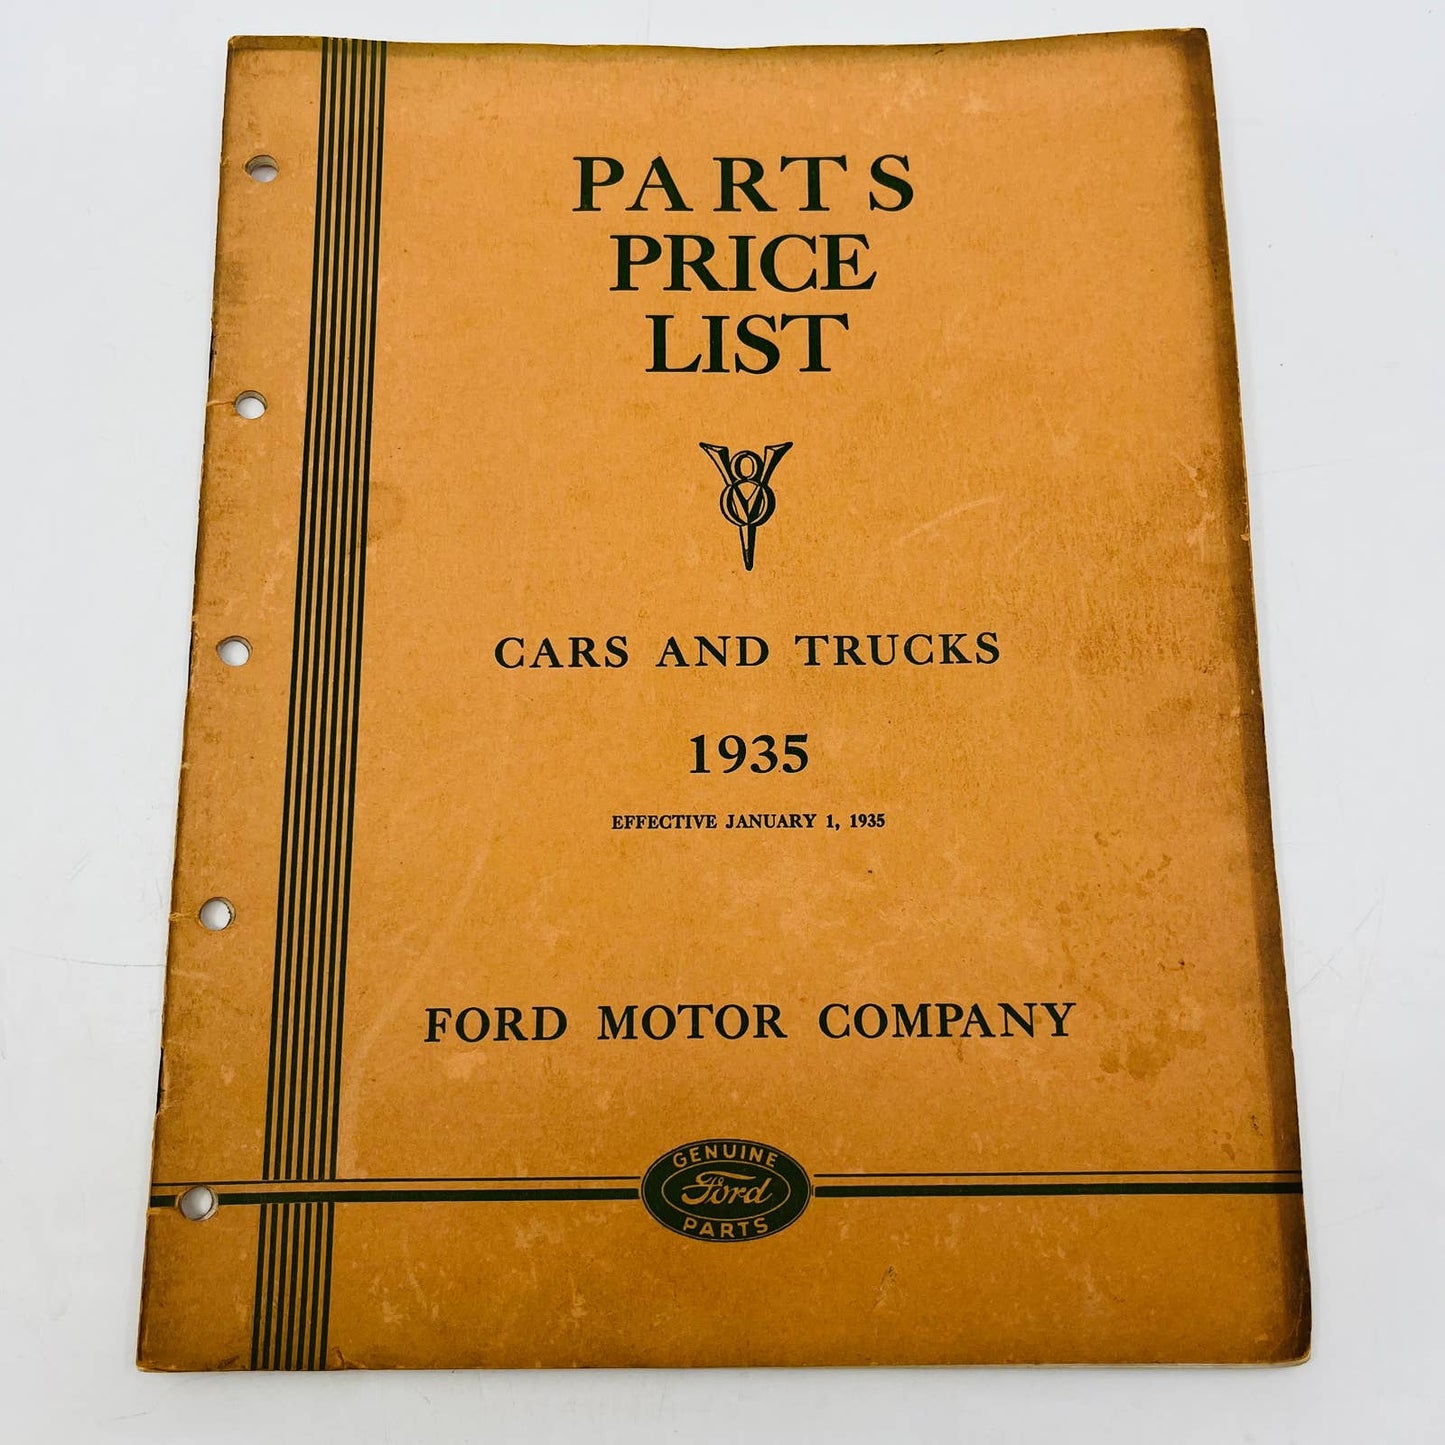 PARTS
PRICE
LIST
V8
CARS AND TRUCKS
1935
EFFECTIVE JANUARY 1, 1935
FORD MOTOR COMPANY
GENUINE
Ford
PARTS